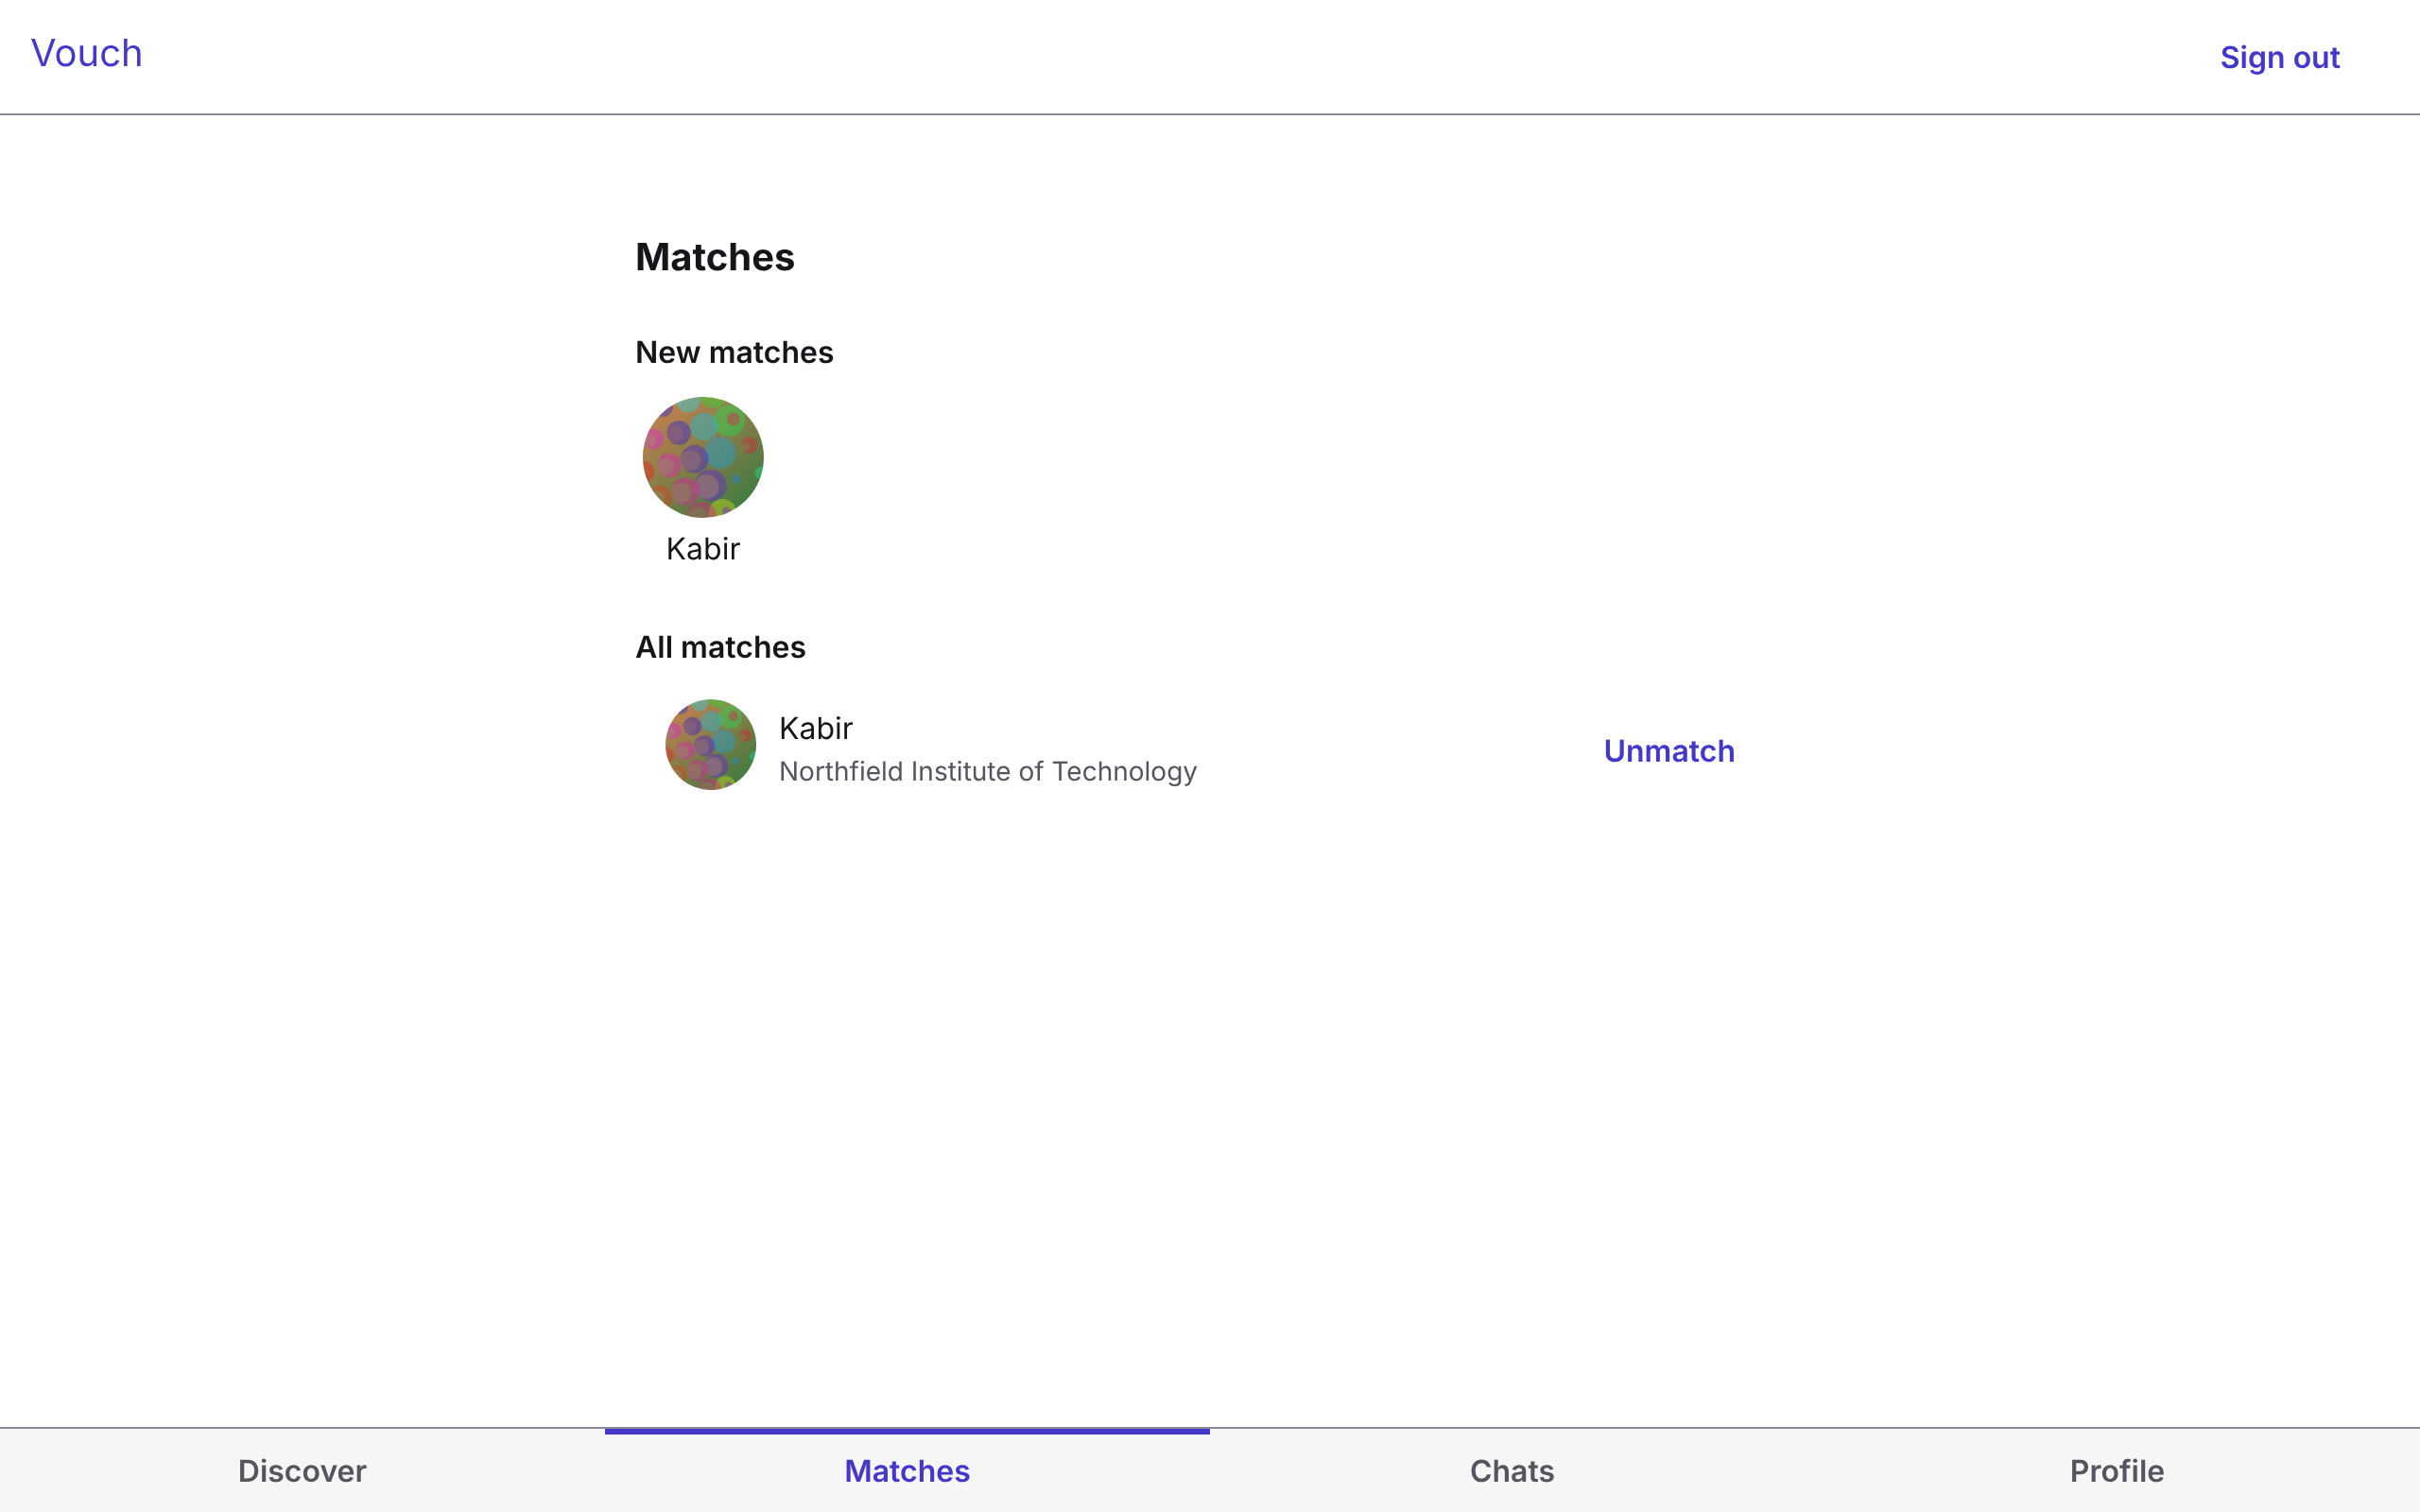 Vouch
Sign out
Matches
New matches
Kabir
All matches
Kabir
Northfield Institute of Technology
Unmatch
Discover
Matches
Chats
Profile